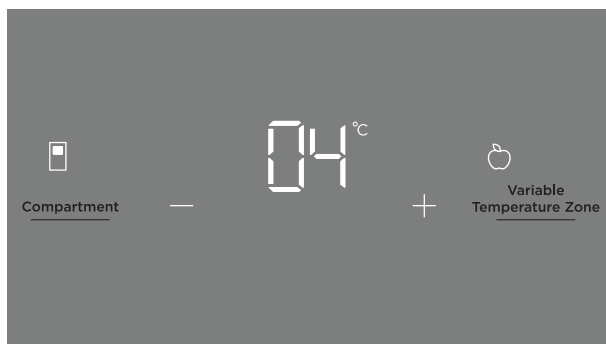 04 °C
Compartment
— +
Variable
Temperature Zone